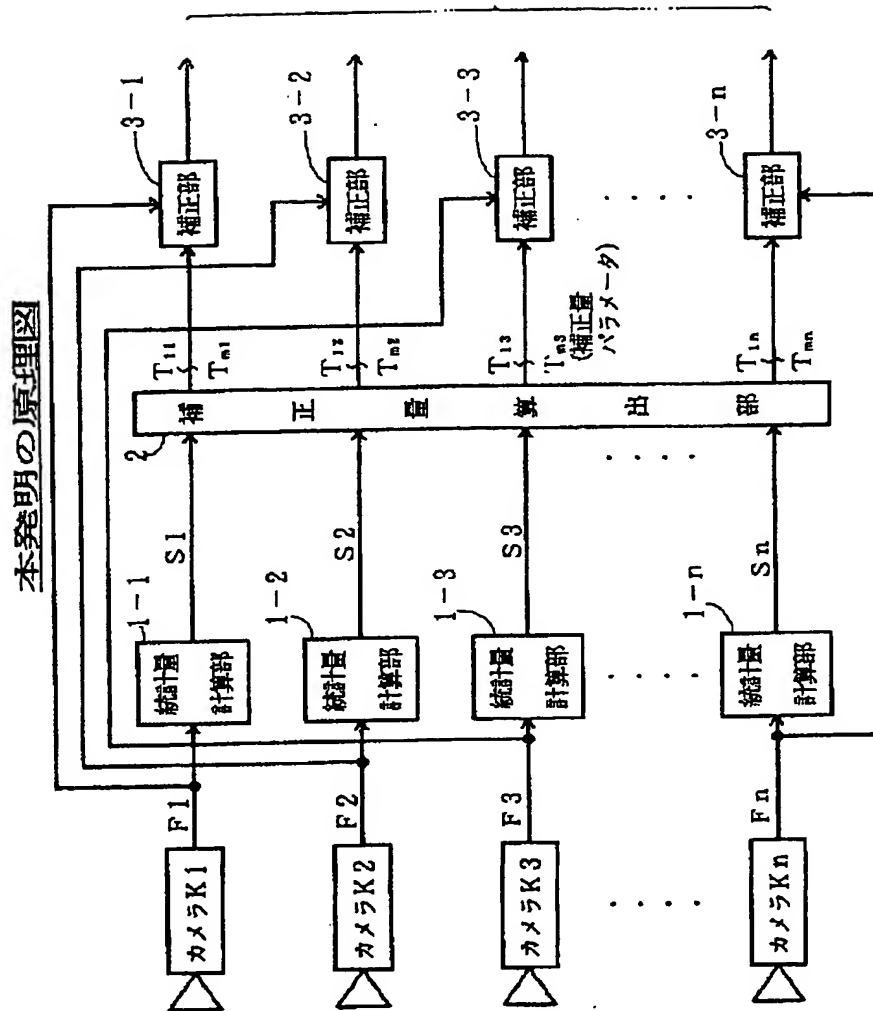 本発明の原理図
カメラK1
F1
1-1
統計量
計算部
S1
2
補正量算出部
T11
Tm1
補正部
3-1
カメラK2
F2
1-2
統計量
計算部
S2
T12
Tm2
補正部
3-2
カメラK3
F3
1-3
統計量
計算部
S3
T13
Tm3
(補正量
パラメータ)
補正部
3-3
カメラKn
Fn
1-n
統計量
計算部
Sn
T1n
Tmn
補正部
3-n